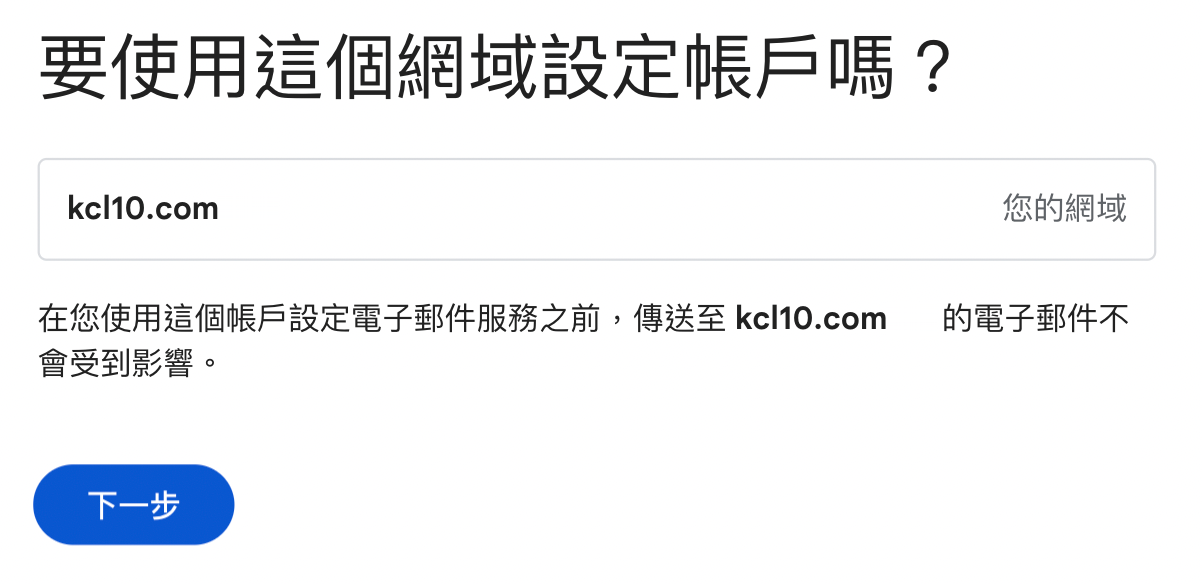 要使用這個網域設定帳戶嗎？
kcl10.com 您的網域
在您使用這個帳戶設定電子郵件服務之前，傳送至 kcl10.com 的電子郵件不
會受到影響。
下一步